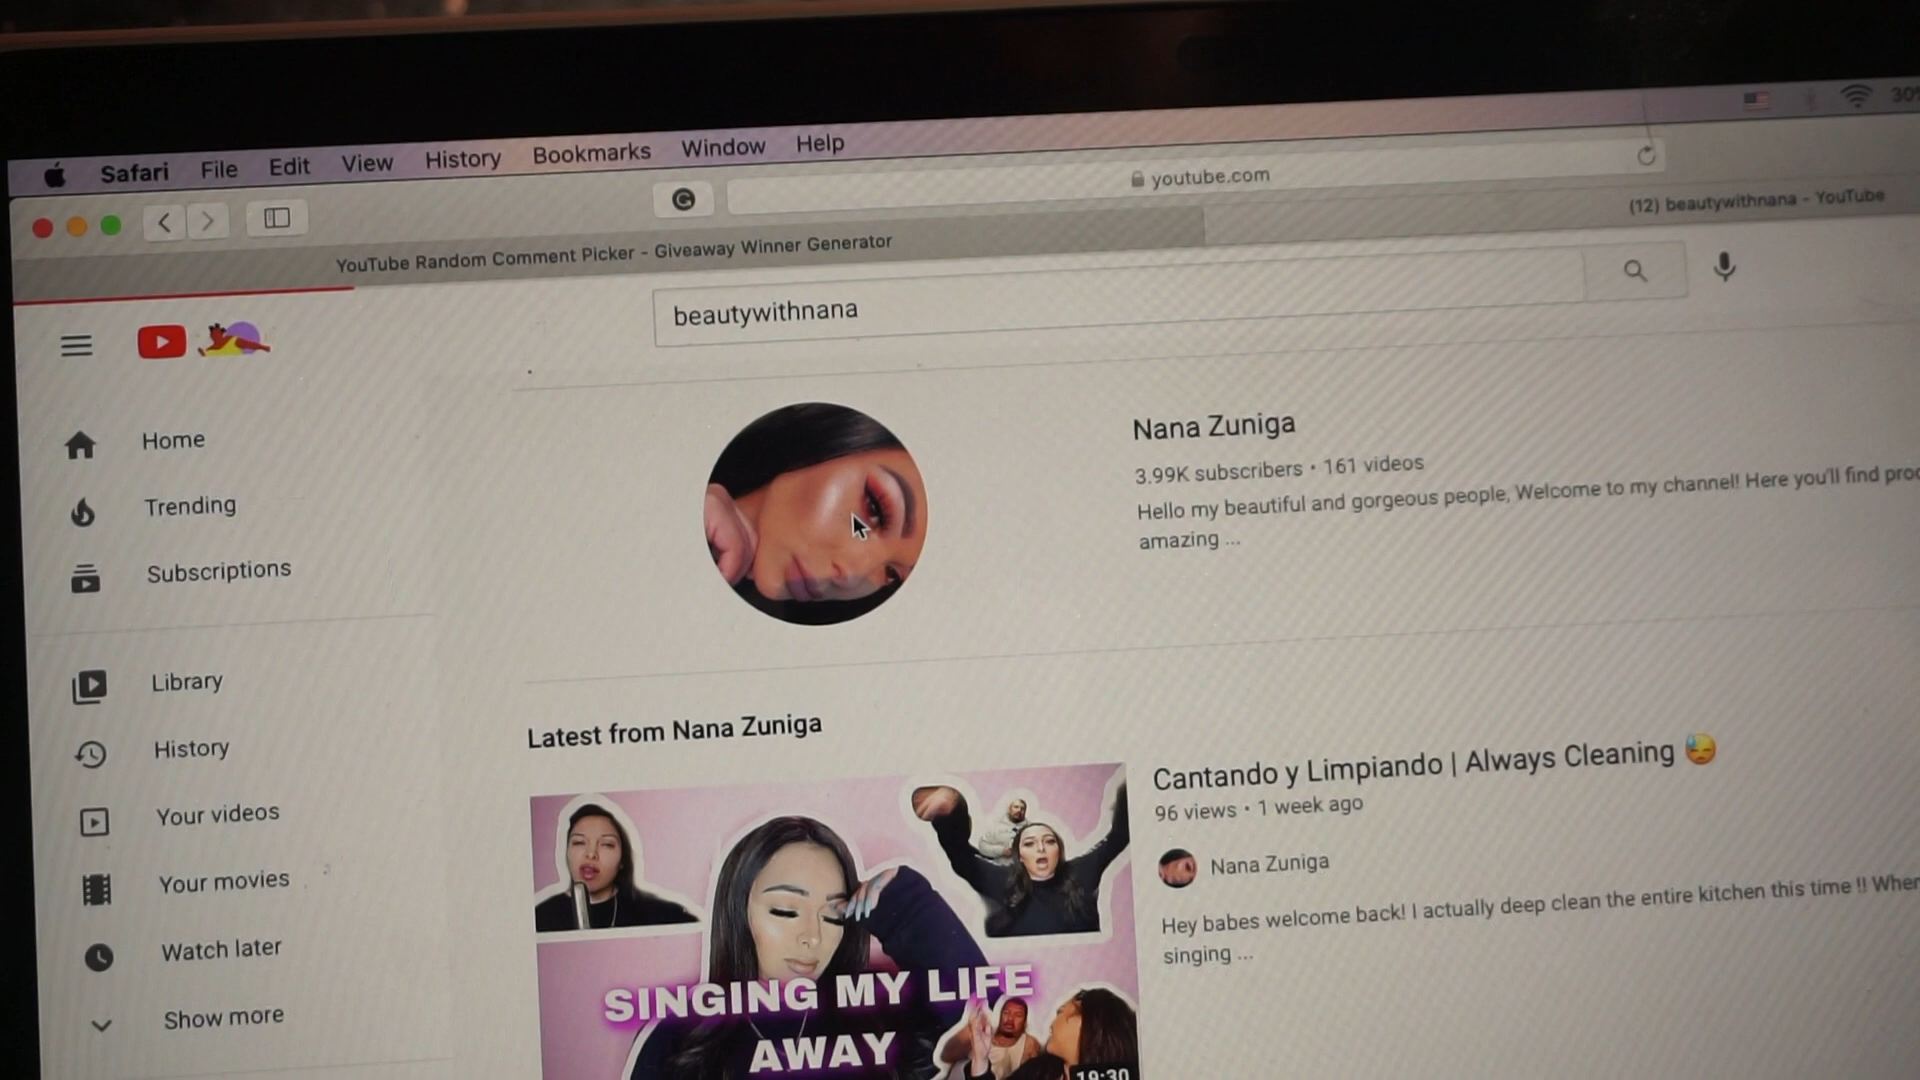 Safari File Edit View History Bookmarks Window Help
30%
youtube.com
YouTube Random Comment Picker - Giveaway Winner Generator
(12) beautywithnana - YouTube
beautywithnana
Home
Trending
Subscriptions
Library
History
Your videos
Your movies
Watch later
Show more
Nana Zuniga
3.99K subscribers • 161 videos
Hello my beautiful and gorgeous people, Welcome to my channel! Here you'll find
amazing ...
Latest from Nana Zuniga
SINGING MY LIFE
AWAY
19:30
Cantando y Limpiando | Always Cleaning 😓
96 views • 1 week ago
Nana Zuniga
Hey babes welcome back! I actually deep clean the entire kitchen this time !! When
singing ...